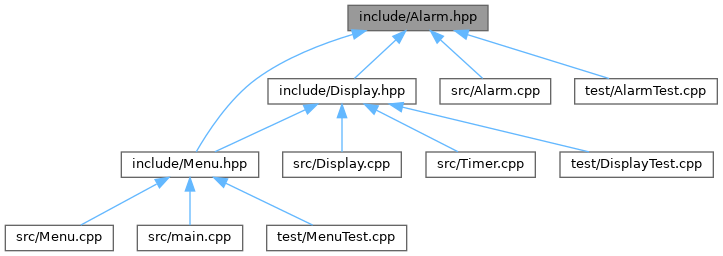 include/Alarm.hpp
include/Display.hpp
src/Alarm.cpp
test/AlarmTest.cpp
include/Menu.hpp
src/Display.cpp
src/Timer.cpp
test/DisplayTest.cpp
src/Menu.cpp
src/main.cpp
test/MenuTest.cpp